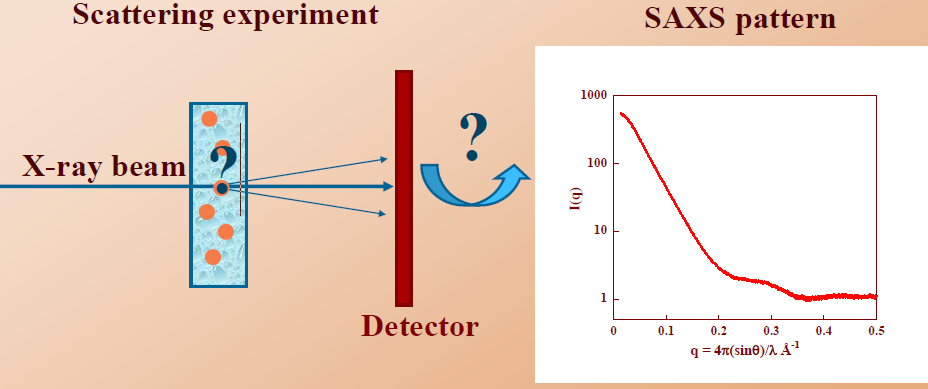 Scattering experiment
SAXS pattern
X-ray beam
?
?
Detector
1000
100
10
1
I(q)
0
0.1
0.2
0.3
0.4
0.5
q = 4π(sinθ)/λ Å⁻¹